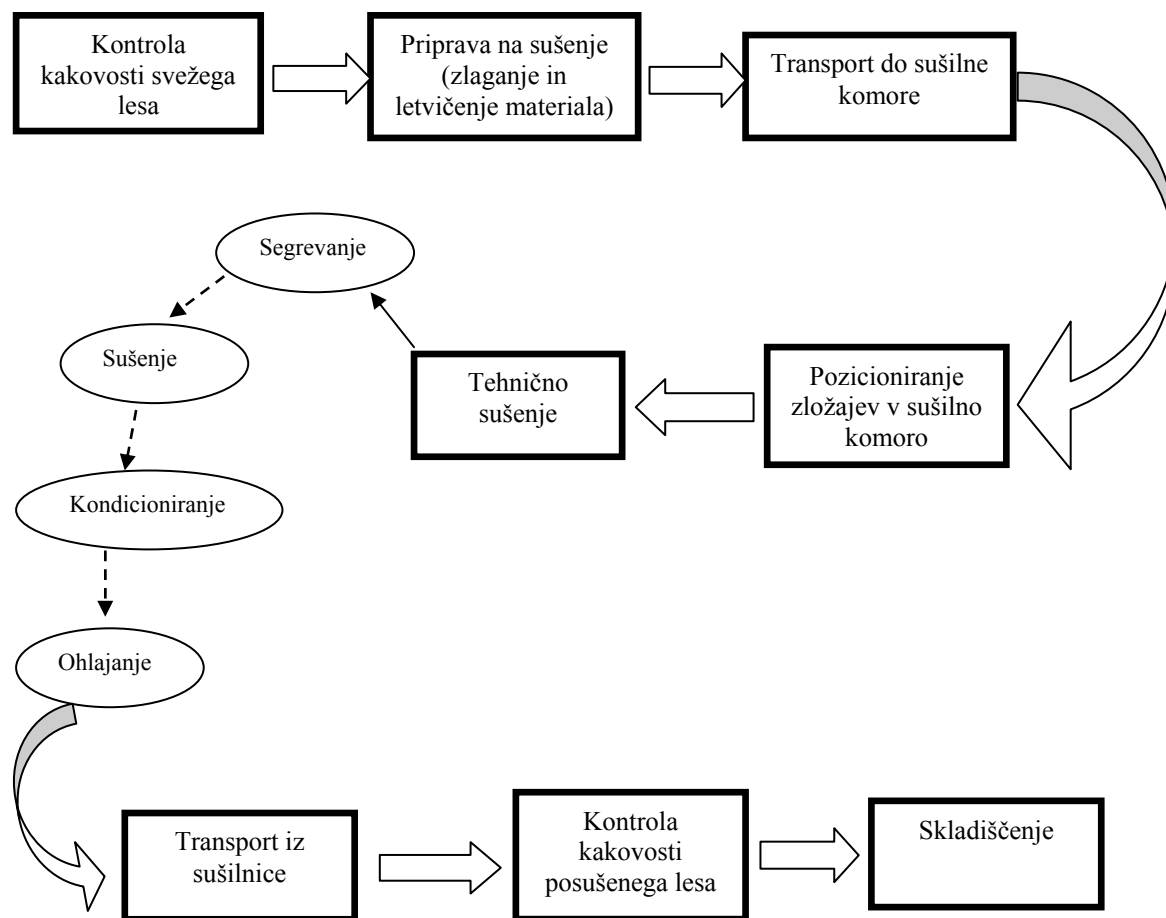 Kontrola
kakovosti svežega
lesa
Priprava na sušenje
(zlaganje in
letvičenje materiala)
Transport do sušilne
komore
Pozicioniranje
zložajev v sušilno
komoro
Tehnično
sušenje
Segrevanje
Sušenje
Kondicioniranje
Ohlajanje
Transport iz
sušilnice
Kontrola
kakovosti
posušenega lesa
Skladiščenje